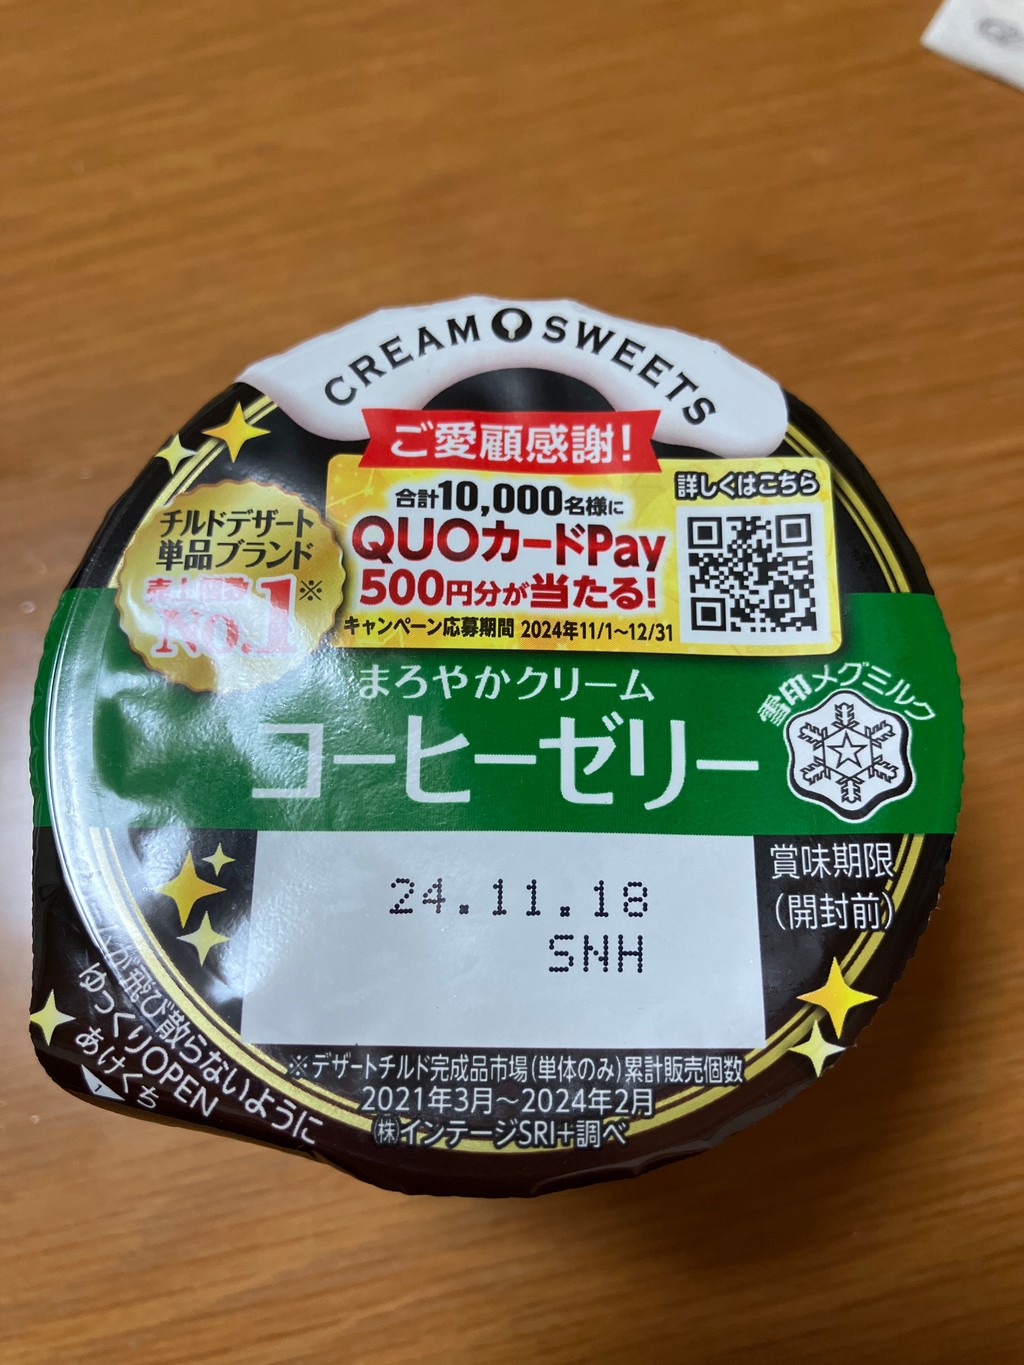 CREAM SWEETS
ご愛顧感謝!
合計10,000名様に
QUOカードPay
500円分が当たる!
キャンペーン応募期間 2024年11/1~12/31
詳しくはこちら
チルドデザート
単品ブランド
売上個数
No.1※
まろやかクリーム
コーヒーゼリー
雪印メグミルク
賞味期限
(開封前)
24.11.18
SNH
が飛び散らないように
ゆっくりOPEN
あけくち
※デザートチルド完成品市場(単体のみ)累計販売個数
2021年3月~2024年2月
㈱インテージSRI+調べ